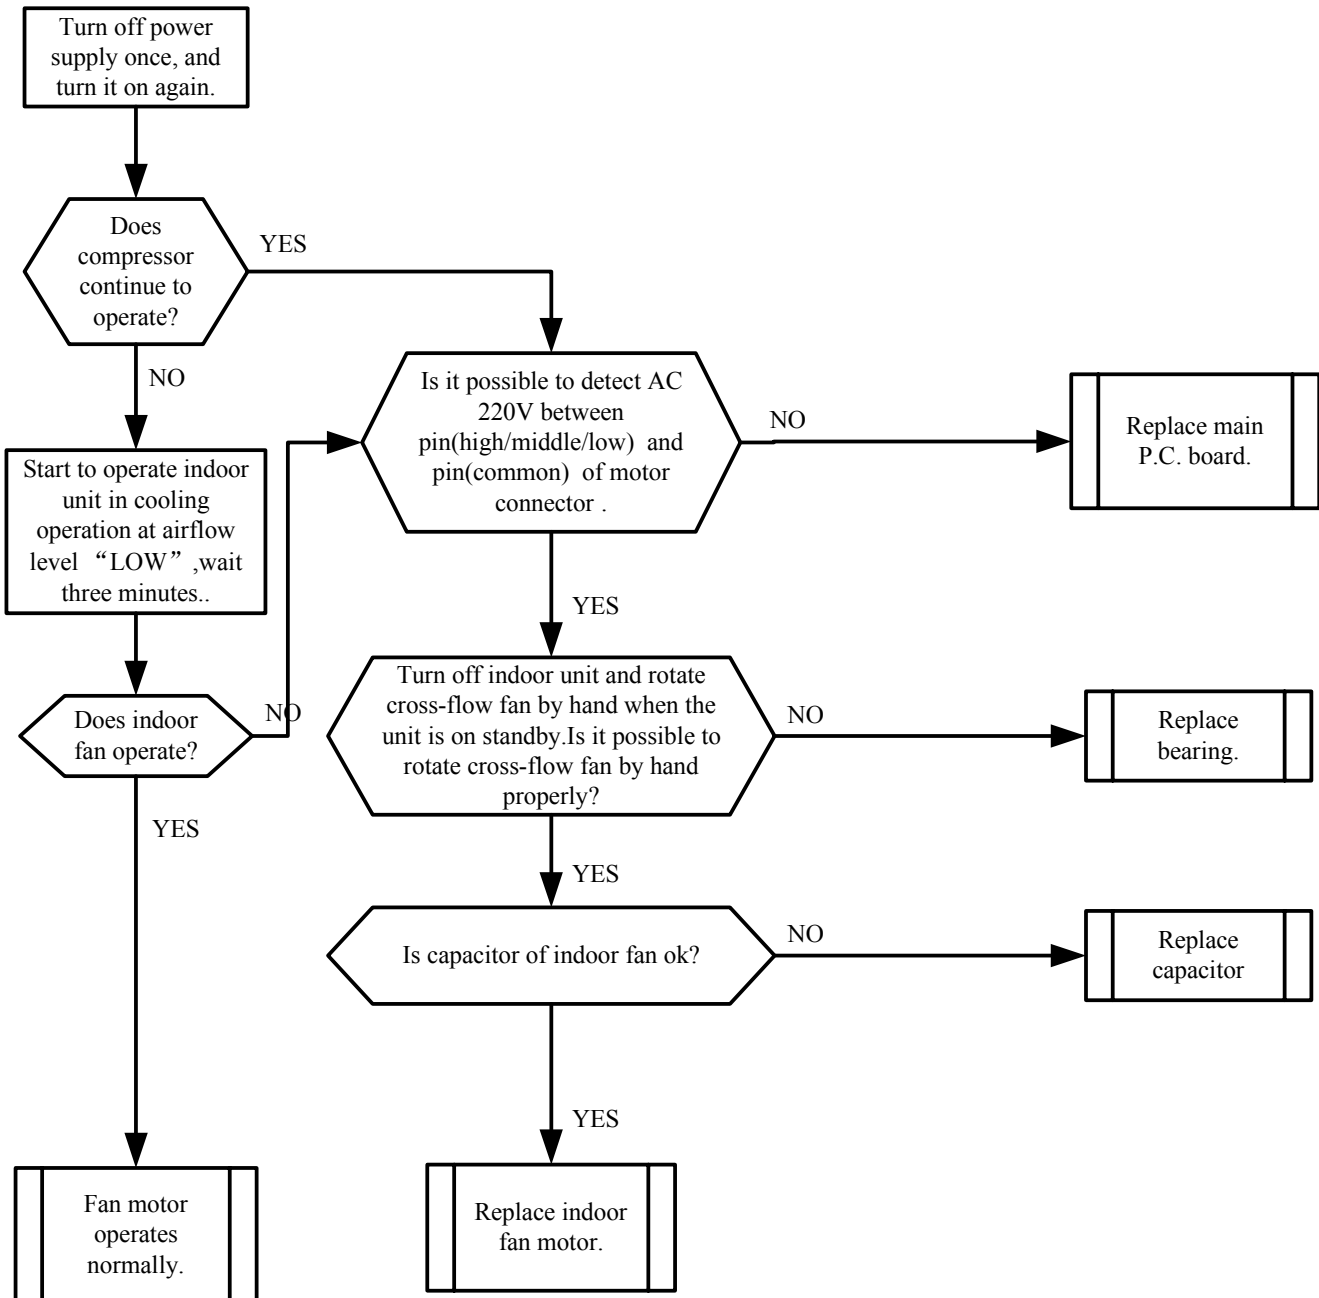 Turn off power
supply once, and
turn it on again.
Does
compressor
continue to
operate?
YES
NO
Start to operate indoor
unit in cooling
operation at airflow
level “LOW”,wait
three minutes..
Does indoor
fan operate?
NO
YES
Fan motor
operates
normally.
Is it possible to detect AC
220V between
pin(high/middle/low) and
pin(common) of motor
connector .
NO
Replace main
P.C. board.
YES
Turn off indoor unit and rotate
cross-flow fan by hand when the
unit is on standby.Is it possible to
rotate cross-flow fan by hand
properly?
NO
Replace
bearing.
YES
Is capacitor of indoor fan ok?
NO
Replace
capacitor
YES
Replace indoor
fan motor.